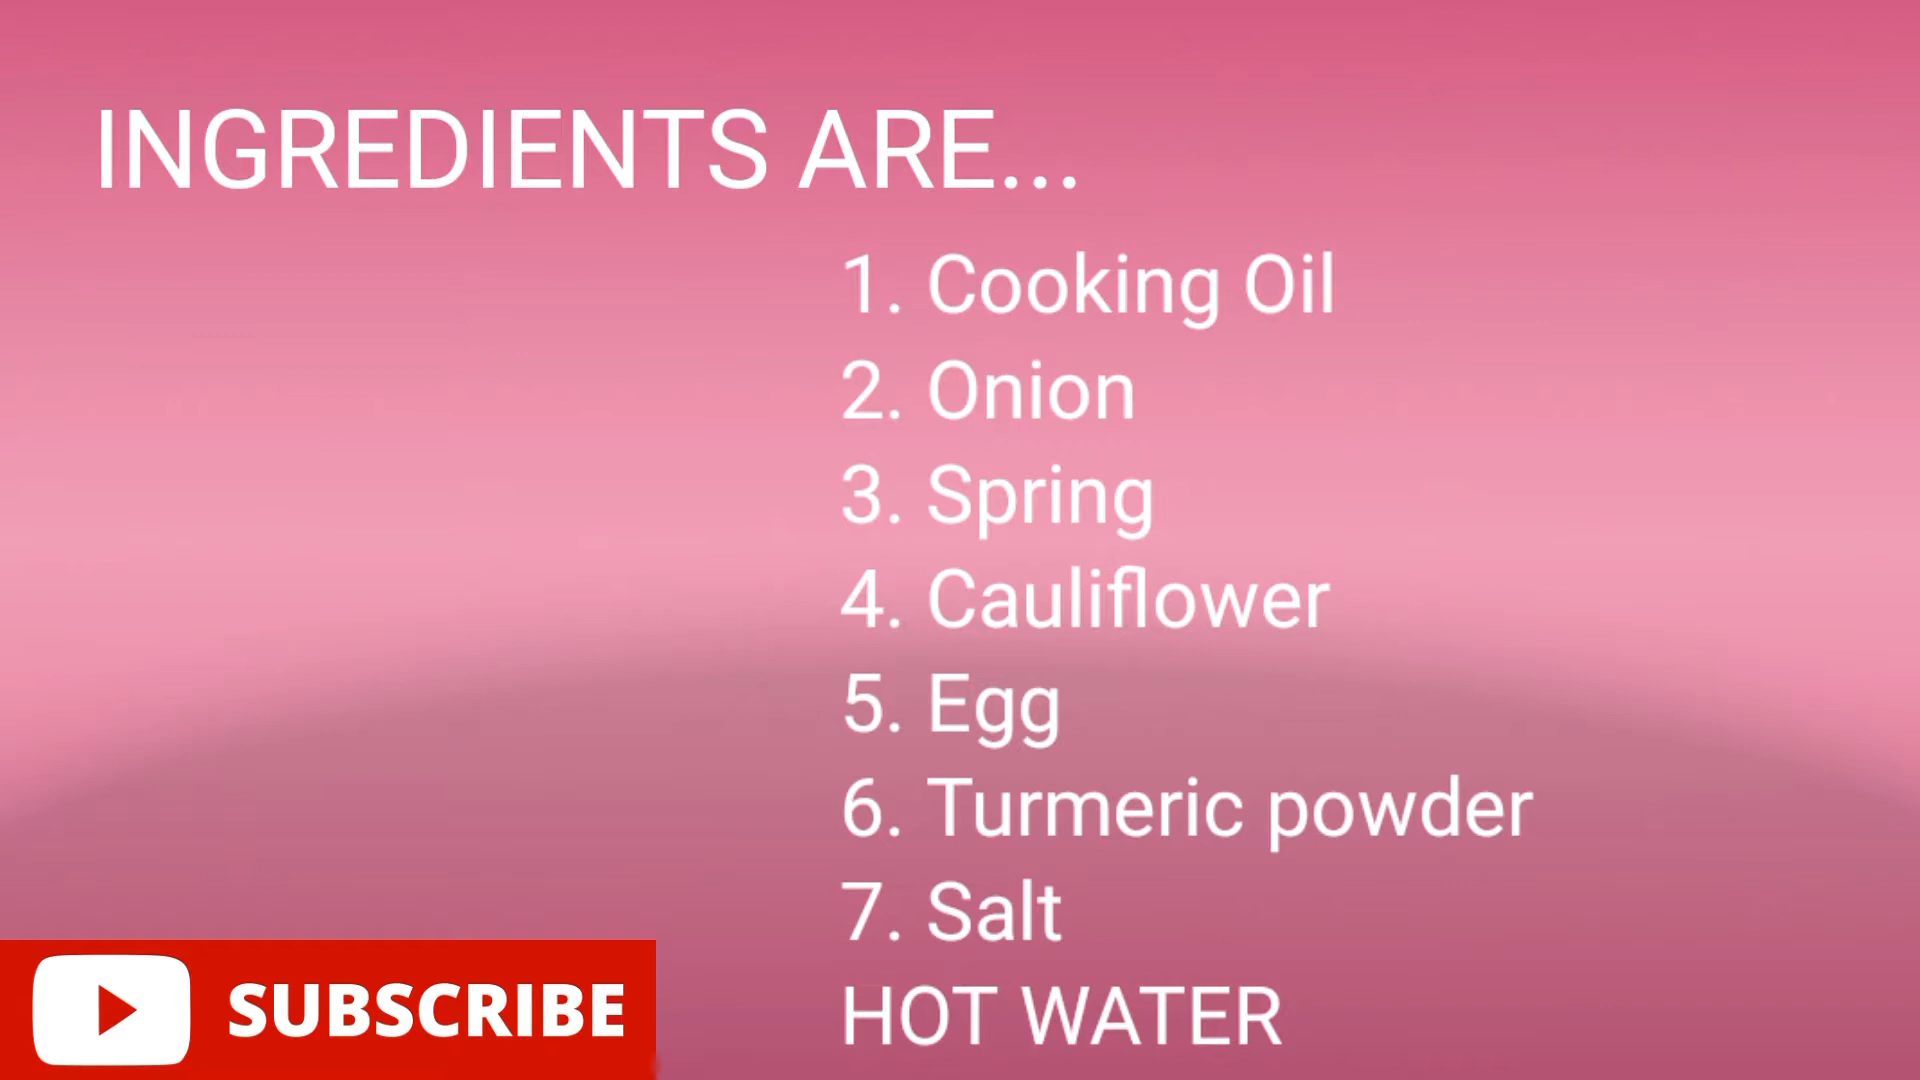 INGREDIENTS ARE...
1. Cooking Oil
2. Onion
3. Spring
4. Cauliflower
5. Egg
6. Turmeric powder
7. Salt
HOT WATER
SUBSCRIBE